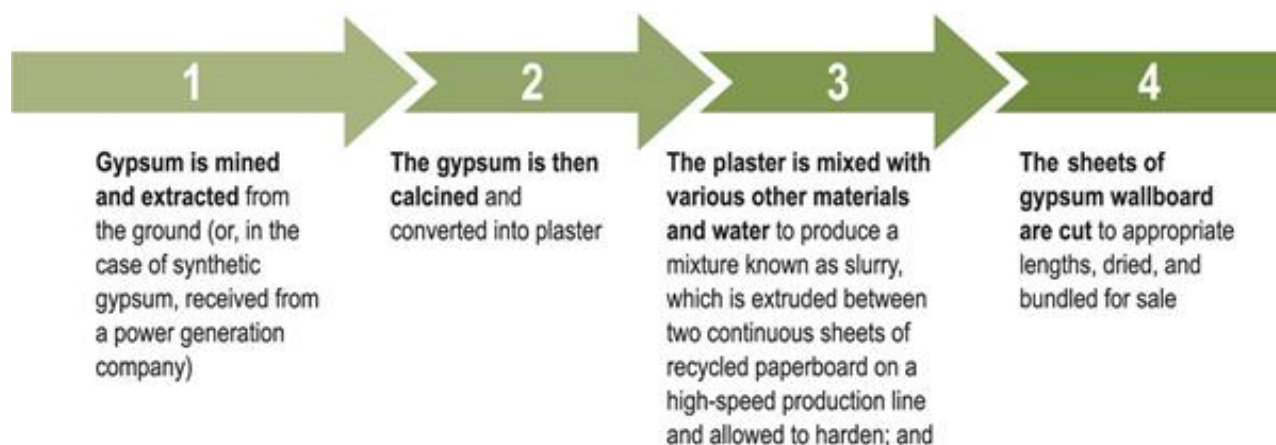 1
2
3
4
Gypsum is mined
and extracted from
the ground (or, in the
case of synthetic
gypsum, received from
a power generation
company)
The gypsum is then
calcined and
converted into plaster
The plaster is mixed with
various other materials
and water to produce a
mixture known as slurry,
which is extruded between
two continuous sheets of
recycled paperboard on a
high-speed production line
and allowed to harden; and
The sheets of
gypsum wallboard
are cut to appropriate
lengths, dried, and
bundled for sale